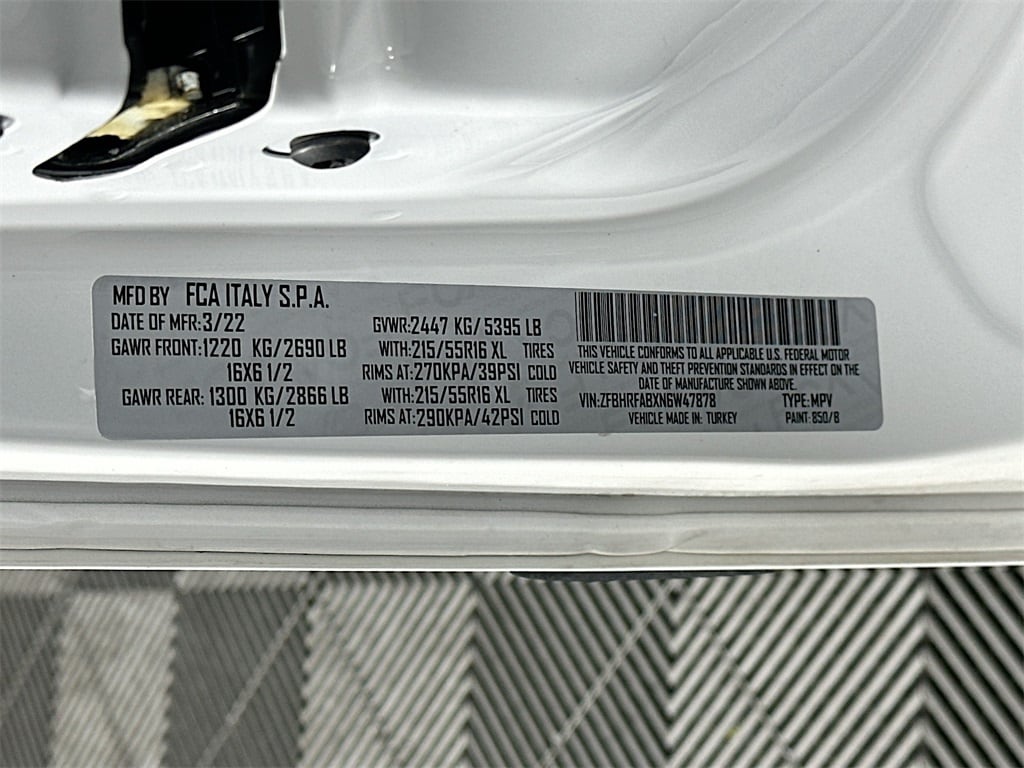 MFD BY FCA ITALY S.P.A.
DATE OF MFR:3/22 GVWR:2447 KG/ 5395 LB
GAWR FRONT:1220 KG/2690 LB WITH:215/55R16 XL TIRES
16X6 1/2 RIMS AT:270KPA/39PSI COLD
GAWR REAR: 1300 KG/2866 LB WITH:215/55R16 XL TIRES
16X6 1/2 RIMS AT:290KPA/42PSI COLD
THIS VEHICLE CONFORMS TO ALL APPLICABLE U.S. FEDERAL MOTOR
VEHICLE SAFETY AND THEFT PREVENTION STANDARDS IN EFFECT ON THE
DATE OF MANUFACTURE SHOWN ABOVE.
VIN:ZFBHRFABXN6W47878 TYPE: MPV
VEHICLE MADE IN: TURKEY PAINT: 850/B